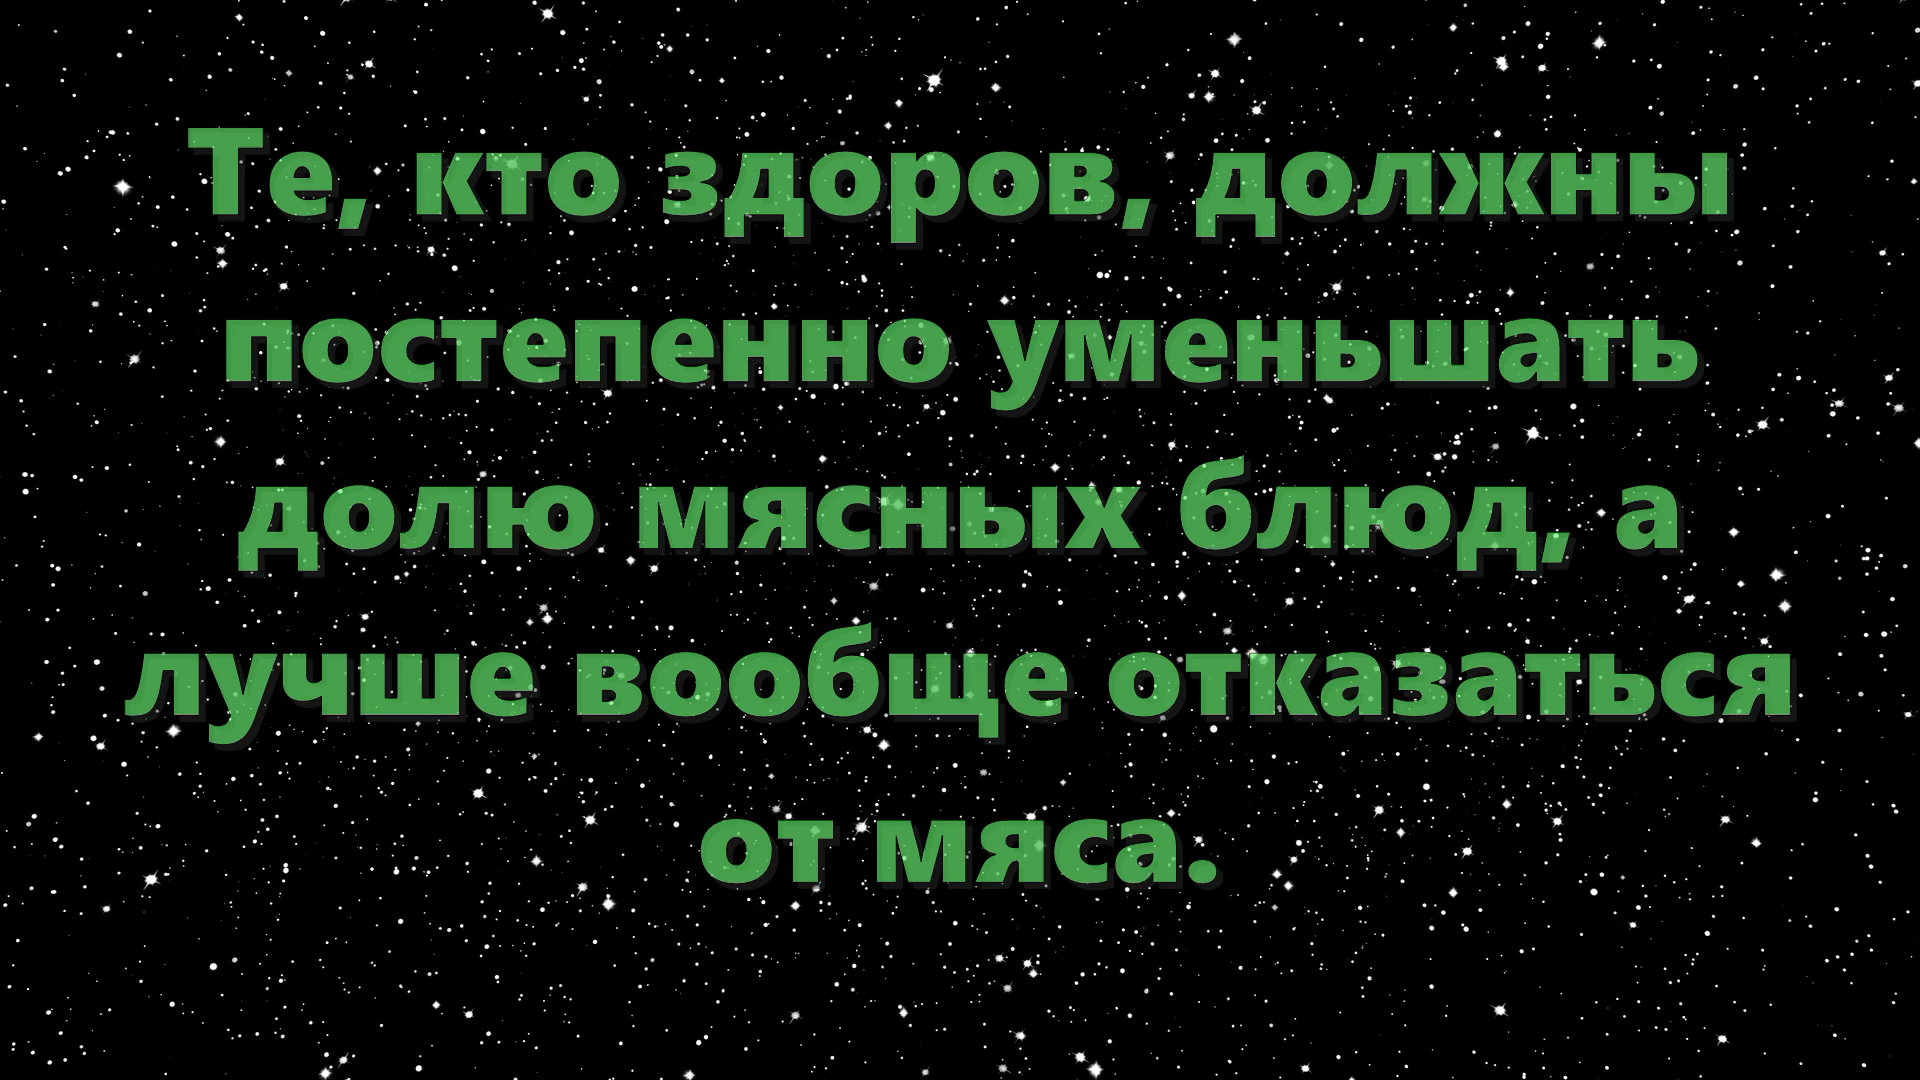 Те, кто здоров, должны
постепенно уменьшать
долю мясных блюд, а
лучше вообще отказаться
от мяса.